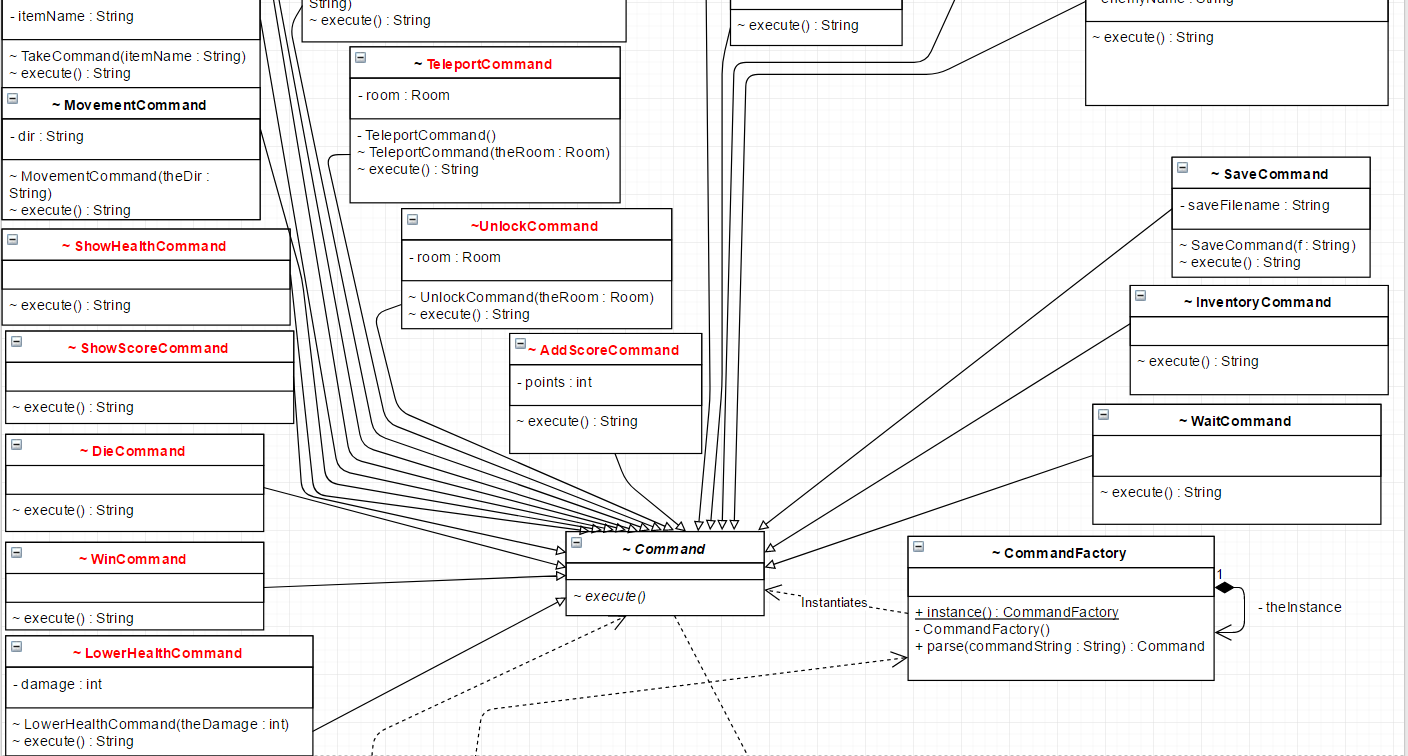 - itemName : String
~ TakeCommand(itemName : String)
~ execute() : String
~ MovementCommand
- dir : String
~ MovementCommand(theDir :
String)
~ execute() : String
~ ShowHealthCommand
~ execute() : String
~ ShowScoreCommand
~ execute() : String
~ DieCommand
~ execute() : String
~ WinCommand
~ execute() : String
~ LowerHealthCommand
- damage : int
~ LowerHealthCommand(theDamage : int)
~ execute() : String
String)
~ execute() : String
~ TeleportCommand
- room : Room
- TeleportCommand()
~ TeleportCommand(theRoom : Room)
~ execute() : String
~UnlockCommand
- room : Room
~ UnlockCommand(theRoom : Room)
~ execute() : String
~ AddScoreCommand
- points : int
~ execute() : String
~ Command
~ execute()
~ execute() : String
- enemyName : String
~ execute() : String
~ SaveCommand
- saveFilename : String
~ SaveCommand(f : String)
~ execute() : String
~ InventoryCommand
~ execute() : String
~ WaitCommand
~ execute() : String
~ CommandFactory
+ instance() : CommandFactory
- CommandFactory()
+ parse(commandString : String) : Command
Instantiates
1
- theInstance